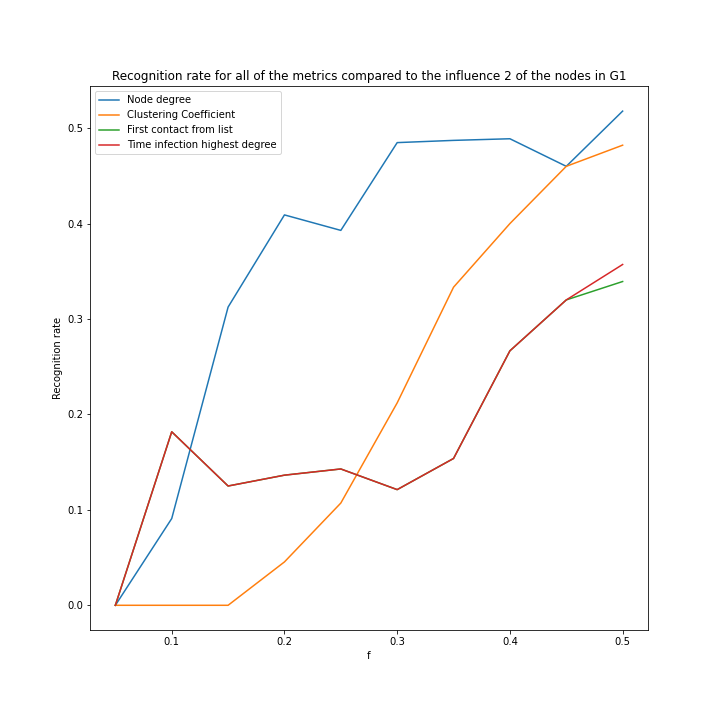 Recognition rate for all of the metrics compared to the influence 2 of the nodes in G1
Node degree
Clustering Coefficient
First contact from list
Time infection highest degree
Recognition rate
0.5
0.4
0.3
0.2
0.1
0.0
0.1
0.2
0.3
0.4
0.5
f